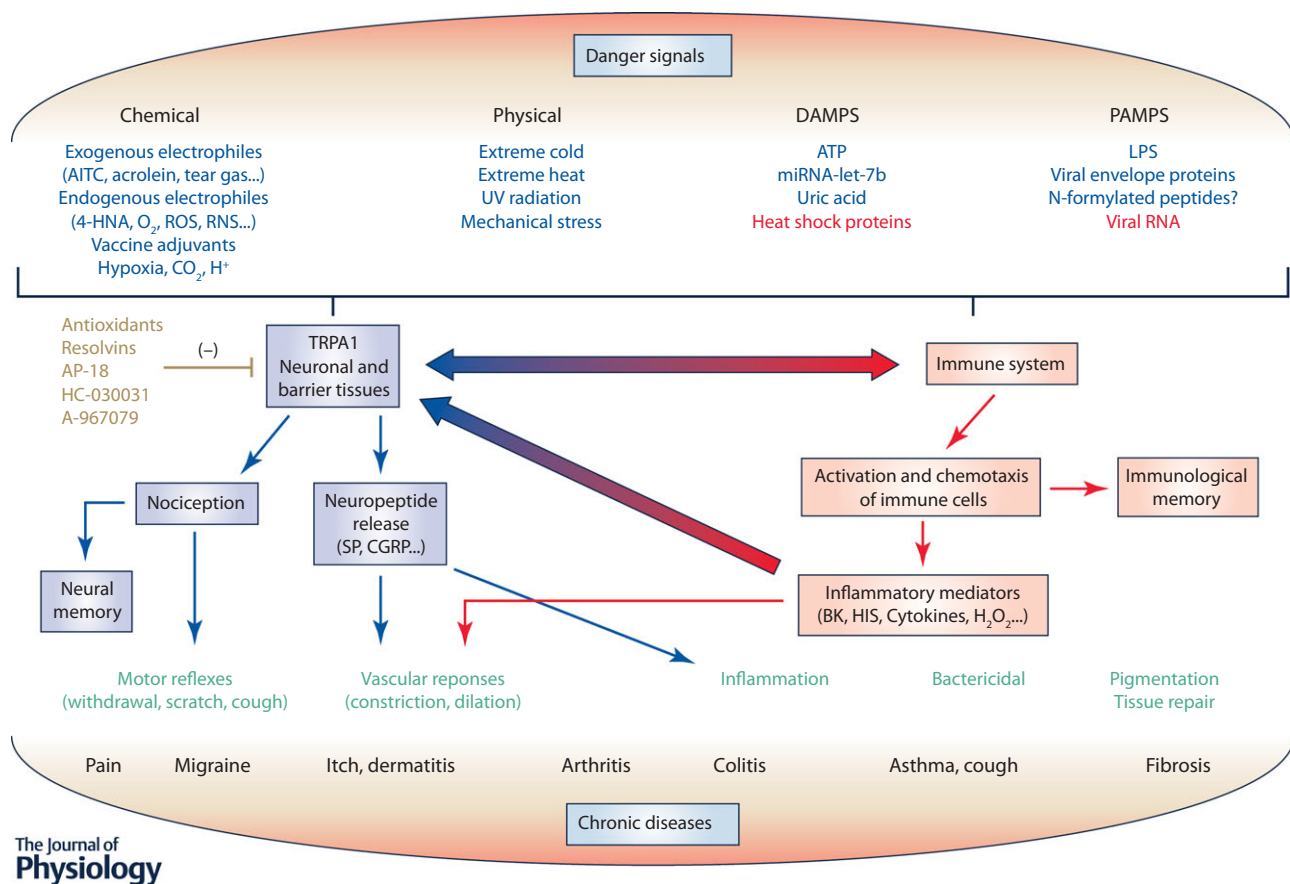 Danger signals
Chemical
Exogenous electrophiles
(AITC, acrolein, tear gas...)
Endogenous electrophiles
(4-HNA, O₂, ROS, RNS...)
Vaccine adjuvants
Hypoxia, CO₂, H⁺
Physical
Extreme cold
Extreme heat
UV radiation
Mechanical stress
DAMPS
ATP
miRNA-let-7b
Uric acid
Heat shock proteins
PAMPS
LPS
Viral envelope proteins
N-formylated peptides?
Viral RNA
Antioxidants
Resolvins
AP-18
HC-030031
A-967079
(–)
TRPA1
Neuronal and
barrier tissues
Immune system
Nociception
Neuropeptide
release
(SP, CGRP...)
Activation and chemotaxis
of immune cells
Immunological
memory
Neural
memory
Inflammatory mediators
(BK, HIS, Cytokines, H₂O₂...)
Motor reflexes
(withdrawal, scratch, cough)
Vascular reponses
(constriction, dilation)
Inflammation
Bactericidal
Pigmentation
Tissue repair
Pain
Migraine
Itch, dermatitis
Arthritis
Colitis
Asthma, cough
Fibrosis
Chronic diseases
The Journal of
Physiology